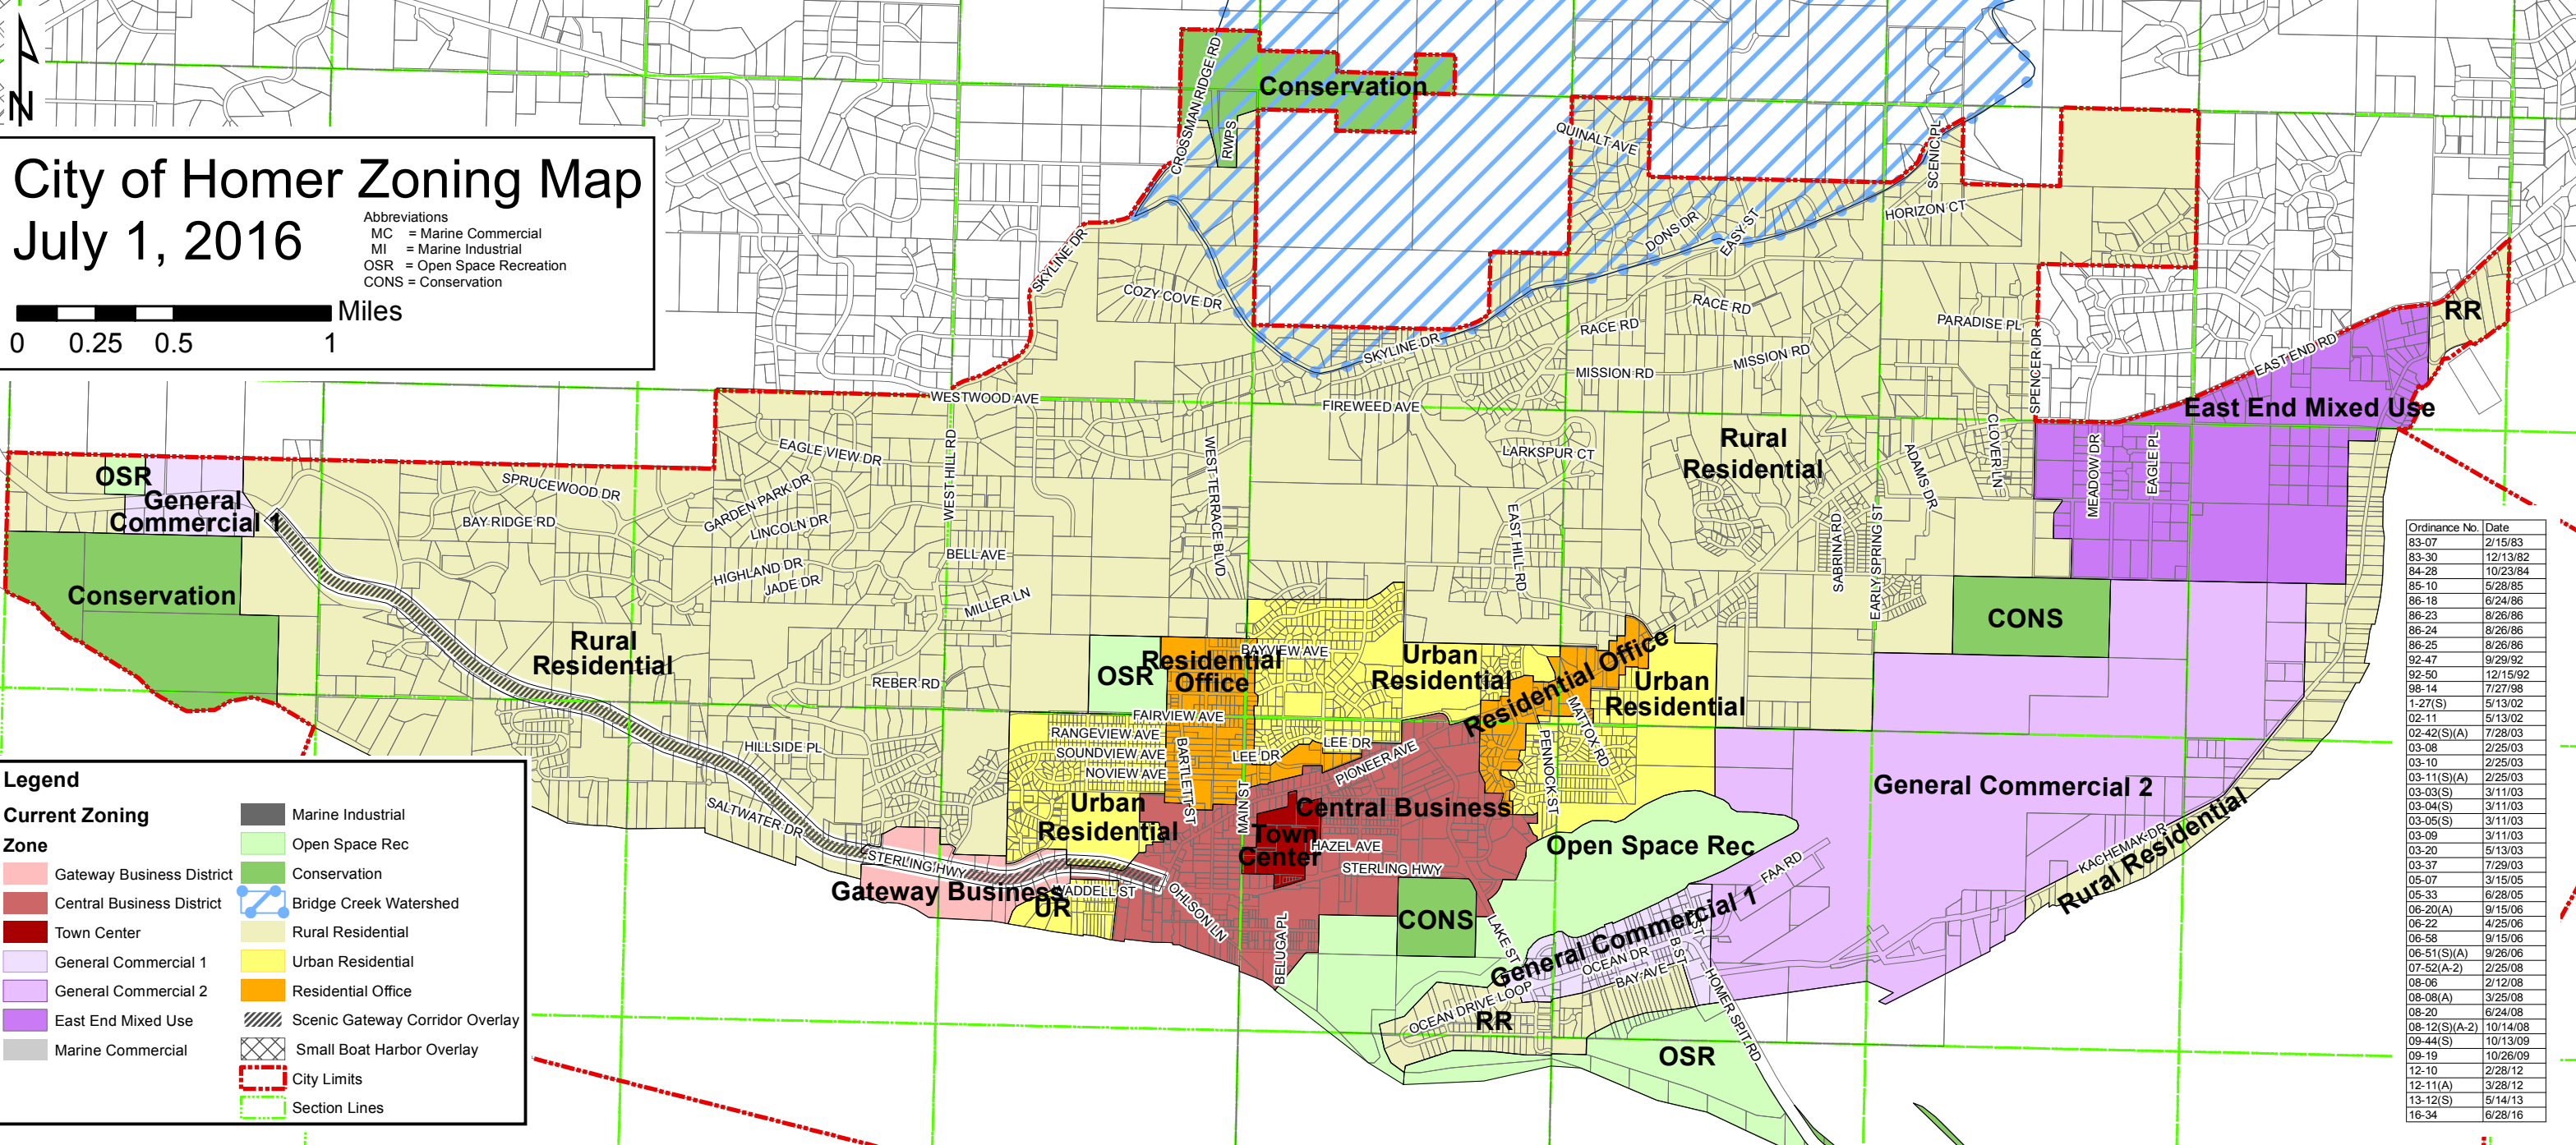 N
City of Homer Zoning Map
July 1, 2016
Abbreviations
MC = Marine Commercial
MI = Marine Industrial
OSR = Open Space Recreation
CONS = Conservation
Miles
0 0.25 0.5 1
Conservation
CROSSMAN RIDGE RD
RWPS
QUINALT AVE
SCENIC PL
HORIZON CT
DONS DR
EASY ST
SKYLINE DR
COZY COVE DR
RACE RD
RACE RD
PARADISE PL
SKYLINE DR
MISSION RD
MISSION RD
SPENCER DR
EAST END RD
RR
East End Mixed Use
WESTWOOD AVE
FIREWEED AVE
EAGLE VIEW DR
WEST HILL RD
WEST TERRACE BLVD
LARKSPUR CT
Rural
Residential
ADAMS DR
CLOVER LN
MEADOW DR
EAGLE PL
OSR
General
Commercial 1
SPRUCEWOOD DR
GARDEN PARK DR
BAY RIDGE RD
LINCOLN DR
BELL AVE
HIGHLAND DR
JADE DR
MILLER LN
EAST HILL RD
SABRINA RD
EARLY SPRING ST
Conservation
CONS
Rural
Residential
REBER RD
OSR
Residential
Office
BAYVIEW AVE
Urban
Residential
Residential Office
Urban
Residential
FAIRVIEW AVE
RANGEVIEW AVE
SOUNDVIEW AVE
NOVIEW AVE
BARTLETT ST
LEE DR
LEE DR
PIONEER AVE
PENNOCK ST
MATTOX RD
HILLSIDE PL
SALTWATER DR
Urban
Residential
MAIN ST
Central Business
Town
Center
HAZEL AVE
STERLING HWY
General Commercial 2
Open Space Rec
FAA RD
KACHEMAK DR
Rural Residential
STERLING HWY
Gateway Business
WADDELL ST
UR
OHLSON LN
BELUGA PL
CONS
LAKE ST
General Commercial 1
OCEAN DR
BAY AVE
B ST
OCEAN DRIVE LOOP
RR
HOMER SPIT RD
OSR
Legend
Current Zoning
Zone
Gateway Business District
Central Business District
Town Center
General Commercial 1
General Commercial 2
East End Mixed Use
Marine Commercial
Marine Industrial
Open Space Rec
Conservation
Bridge Creek Watershed
Rural Residential
Urban Residential
Residential Office
Scenic Gateway Corridor Overlay
Small Boat Harbor Overlay
City Limits
Section Lines
Ordinance No. Date
83-07 2/15/83
83-30 12/13/82
84-28 10/23/84
85-10 5/28/85
86-18 6/24/86
86-23 8/26/86
86-24 8/26/86
86-25 8/26/86
92-47 9/29/92
92-50 12/15/92
98-14 7/27/98
1-27(S) 5/13/02
02-11 5/13/02
02-42(S)(A) 7/28/03
03-08 2/25/03
03-10 2/25/03
03-11(S)(A) 2/25/03
03-03(S) 3/11/03
03-04(S) 3/11/03
03-05(S) 3/11/03
03-09 3/11/03
03-20 5/13/03
03-37 7/29/03
05-07 3/15/05
05-33 6/28/05
06-20(A) 9/15/06
06-22 4/25/06
06-58 9/15/06
06-51(S)(A) 9/26/06
07-52(A-2) 2/25/08
08-06 2/12/08
08-08(A) 3/25/08
08-20 6/24/08
08-12(S)(A-2) 10/14/08
09-44(S) 10/13/09
09-19 10/26/09
12-10 2/28/12
12-11(A) 3/28/12
13-12(S) 5/14/13
16-34 6/28/16